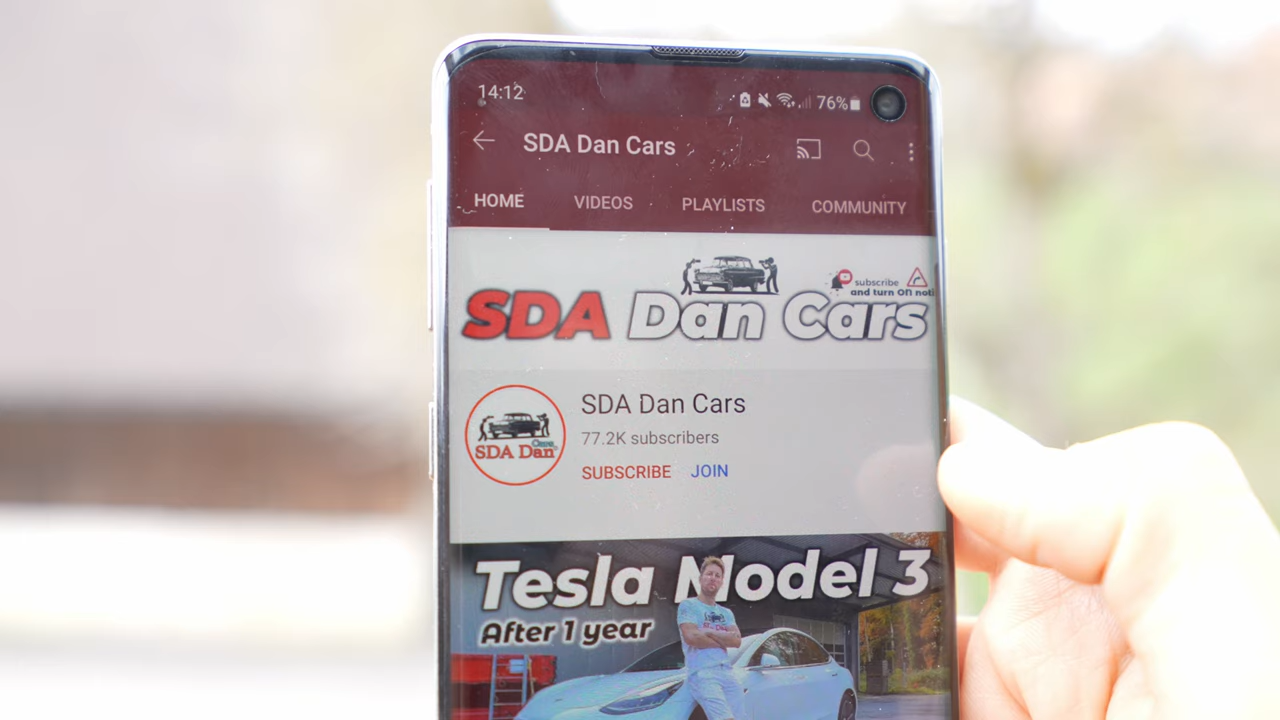 14:12 76%
SDA Dan Cars
HOME VIDEOS PLAYLISTS COMMUNITY
subscribe
and turn On noti
SDA Dan Cars
SDA Dan Cars
77.2K subscribers
SUBSCRIBE JOIN
Cars
SDA Dan
Tesla Model 3
After 1 year